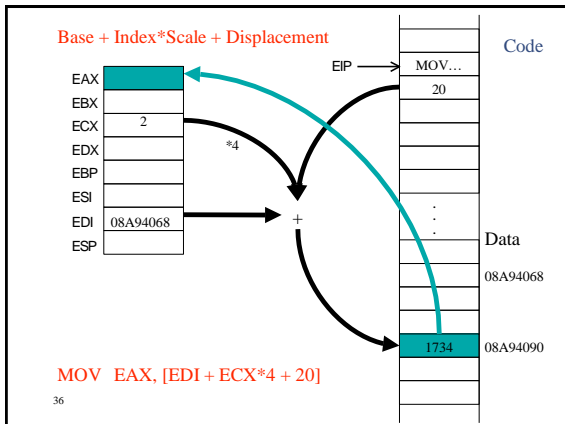 Base + Index*Scale + Displacement
Code
EIP
MOV…
20
EAX
EBX
ECX 2
*4
EDX
EBP
ESI
EDI 08A94068
+
ESP
.
.
.
Data
08A94068
1734 08A94090
MOV EAX, [EDI + ECX*4 + 20]
36